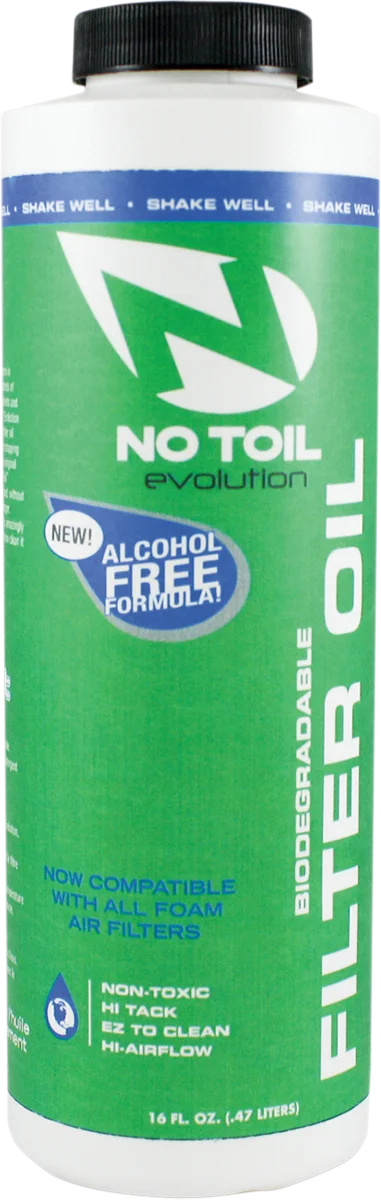 • SHAKE WELL • SHAKE WELL • SHAKE WELL
NO TOIL
evolution
NEW!
ALCOHOL
FREE
FORMULA!
BIODEGRADABLE
FILTER OIL
NOW COMPATIBLE
WITH ALL FOAM
AIR FILTERS
NON-TOXIC
HI TACK
EZ TO CLEAN
HI-AIRFLOW
16 FL. OZ. (.47 LITERS)